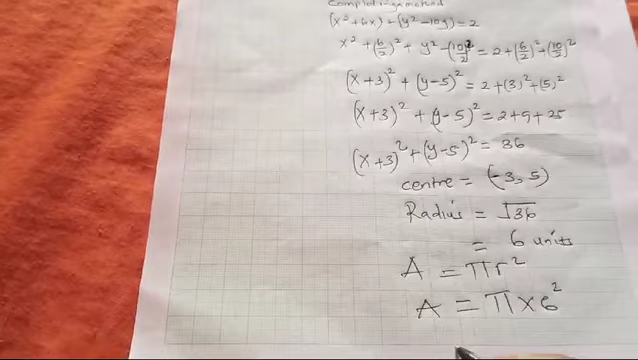 Completing method
(x²+6x)+(y²-10y)=2
x²+(6/2)²+y²-(10/2)²=2+(6/2)²+(10/2)²
(x+3)²+(y-5)²=2+(3)²+(5)²
(x+3)²+(y-5)²=2+9+25
(x+3)²+(y-5)²=36
centre=(-3,5)
Radius=√36
= 6 units
A=πr²
A=π×6²